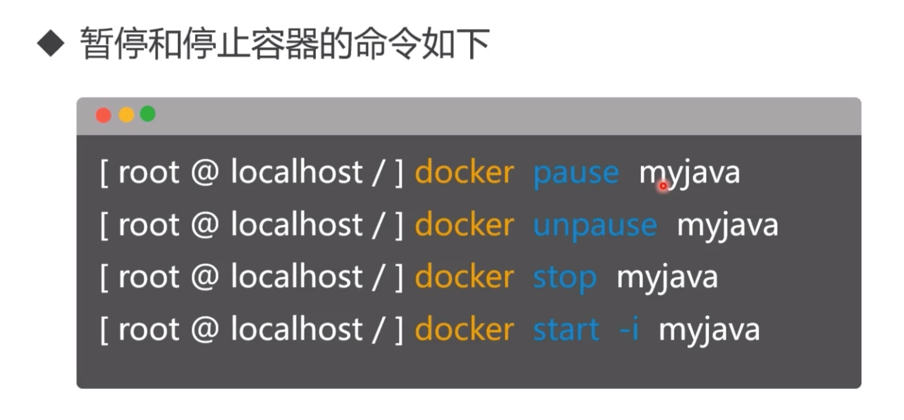 暂停和停止容器的命令如下
[ root @ localhost / ] docker pause myjava
[ root @ localhost / ] docker unpause myjava
[ root @ localhost / ] docker stop myjava
[ root @ localhost / ] docker start -i myjava